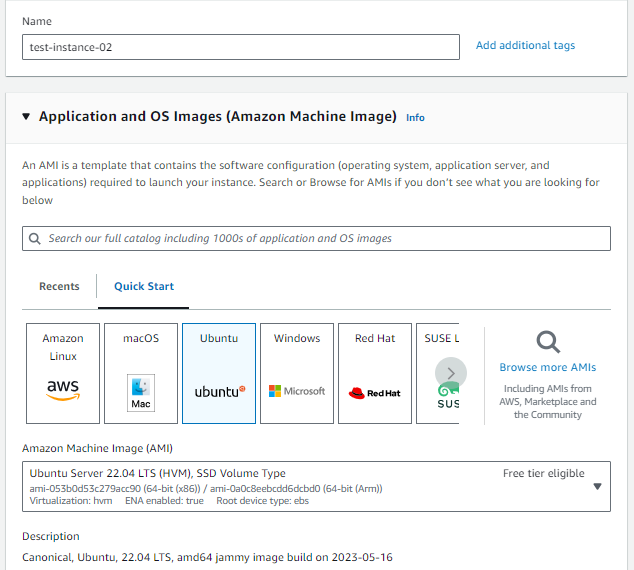 Name
test-instance-02
Add additional tags
Application and OS Images (Amazon Machine Image) Info
An AMI is a template that contains the software configuration (operating system, application server, and
applications) required to launch your instance. Search or Browse for AMIs if you don't see what you are looking for
below
Search our full catalog including 1000s of application and OS images
Recents
Quick Start
Amazon
Linux
aws
macOS
Mac
Ubuntu
ubuntu
Windows
Microsoft
Red Hat
Red Hat
SUSE L
SUS
Browse more AMIs
Including AMIs from
AWS, Marketplace and
the Community
Amazon Machine Image (AMI)
Ubuntu Server 22.04 LTS (HVM), SSD Volume Type
Free tier eligible
ami-053b0d53c279acc90 (64-bit (x86)) / ami-0a0c8eebcdd6dcbd0 (64-bit (Arm))
Virtualization: hvm ENA enabled: true Root device type: ebs
Description
Canonical, Ubuntu, 22.04 LTS, amd64 jammy image build on 2023-05-16